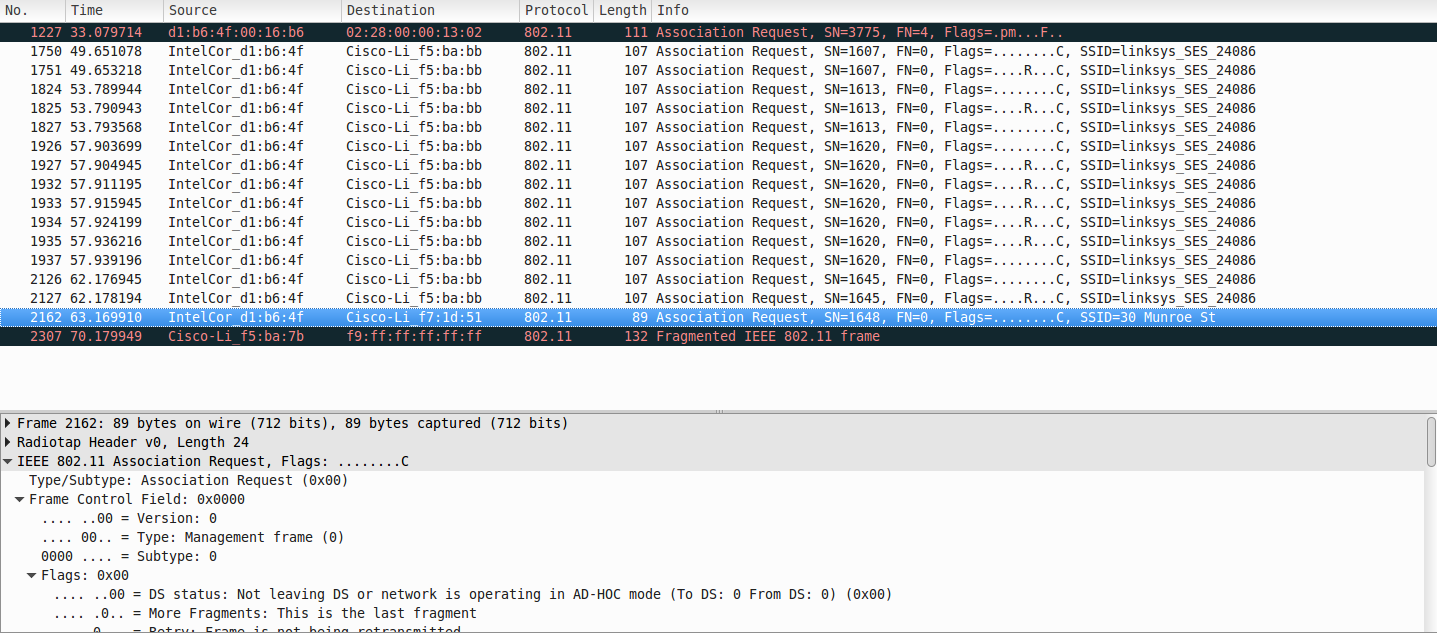 No. Time Source Destination Protocol Length Info
1227 33.079714 d1:b6:4f:00:16:b6 02:28:00:00:13:02 802.11 111 Association Request, SN=3775, FN=4, Flags=.pm...F..
1750 49.651078 IntelCor_d1:b6:4f Cisco-Li_f5:ba:bb 802.11 107 Association Request, SN=1607, FN=0, Flags=........C, SSID=linksys_SES_24086
1751 49.653218 IntelCor_d1:b6:4f Cisco-Li_f5:ba:bb 802.11 107 Association Request, SN=1607, FN=0, Flags=....R...C, SSID=linksys_SES_24086
1824 53.789944 IntelCor_d1:b6:4f Cisco-Li_f5:ba:bb 802.11 107 Association Request, SN=1613, FN=0, Flags=........C, SSID=linksys_SES_24086
1825 53.790943 IntelCor_d1:b6:4f Cisco-Li_f5:ba:bb 802.11 107 Association Request, SN=1613, FN=0, Flags=....R...C, SSID=linksys_SES_24086
1827 53.793568 IntelCor_d1:b6:4f Cisco-Li_f5:ba:bb 802.11 107 Association Request, SN=1613, FN=0, Flags=........C, SSID=linksys_SES_24086
1926 57.903699 IntelCor_d1:b6:4f Cisco-Li_f5:ba:bb 802.11 107 Association Request, SN=1620, FN=0, Flags=........C, SSID=linksys_SES_24086
1927 57.904945 IntelCor_d1:b6:4f Cisco-Li_f5:ba:bb 802.11 107 Association Request, SN=1620, FN=0, Flags=....R...C, SSID=linksys_SES_24086
1932 57.911195 IntelCor_d1:b6:4f Cisco-Li_f5:ba:bb 802.11 107 Association Request, SN=1620, FN=0, Flags=....R...C, SSID=linksys_SES_24086
1933 57.915945 IntelCor_d1:b6:4f Cisco-Li_f5:ba:bb 802.11 107 Association Request, SN=1620, FN=0, Flags=....R...C, SSID=linksys_SES_24086
1934 57.924199 IntelCor_d1:b6:4f Cisco-Li_f5:ba:bb 802.11 107 Association Request, SN=1620, FN=0, Flags=....R...C, SSID=linksys_SES_24086
1935 57.936216 IntelCor_d1:b6:4f Cisco-Li_f5:ba:bb 802.11 107 Association Request, SN=1620, FN=0, Flags=....R...C, SSID=linksys_SES_24086
1937 57.939196 IntelCor_d1:b6:4f Cisco-Li_f5:ba:bb 802.11 107 Association Request, SN=1620, FN=0, Flags=........C, SSID=linksys_SES_24086
2126 62.176945 IntelCor_d1:b6:4f Cisco-Li_f5:ba:bb 802.11 107 Association Request, SN=1645, FN=0, Flags=........C, SSID=linksys_SES_24086
2127 62.178194 IntelCor_d1:b6:4f Cisco-Li_f5:ba:bb 802.11 107 Association Request, SN=1645, FN=0, Flags=....R...C, SSID=linksys_SES_24086
2162 63.169910 IntelCor_d1:b6:4f Cisco-Li_f7:1d:51 802.11 89 Association Request, SN=1648, FN=0, Flags=........C, SSID=30 Munroe St
2307 70.179949 Cisco-Li_f5:ba:7b f9:ff:ff:ff:ff:ff 802.11 132 Fragmented IEEE 802.11 frame
Frame 2162: 89 bytes on wire (712 bits), 89 bytes captured (712 bits)
Radiotap Header v0, Length 24
IEEE 802.11 Association Request, Flags: ........C
Type/Subtype: Association Request (0x00)
Frame Control Field: 0x0000
.... ..00 = Version: 0
.... 00.. = Type: Management frame (0)
0000 .... = Subtype: 0
Flags: 0x00
.... ..00 = DS status: Not leaving DS or network is operating in AD-HOC mode (To DS: 0 From DS: 0) (0x00)
.... .0.. = More Fragments: This is the last fragment
.... 0... = Retry: Frame is not being retransmitted